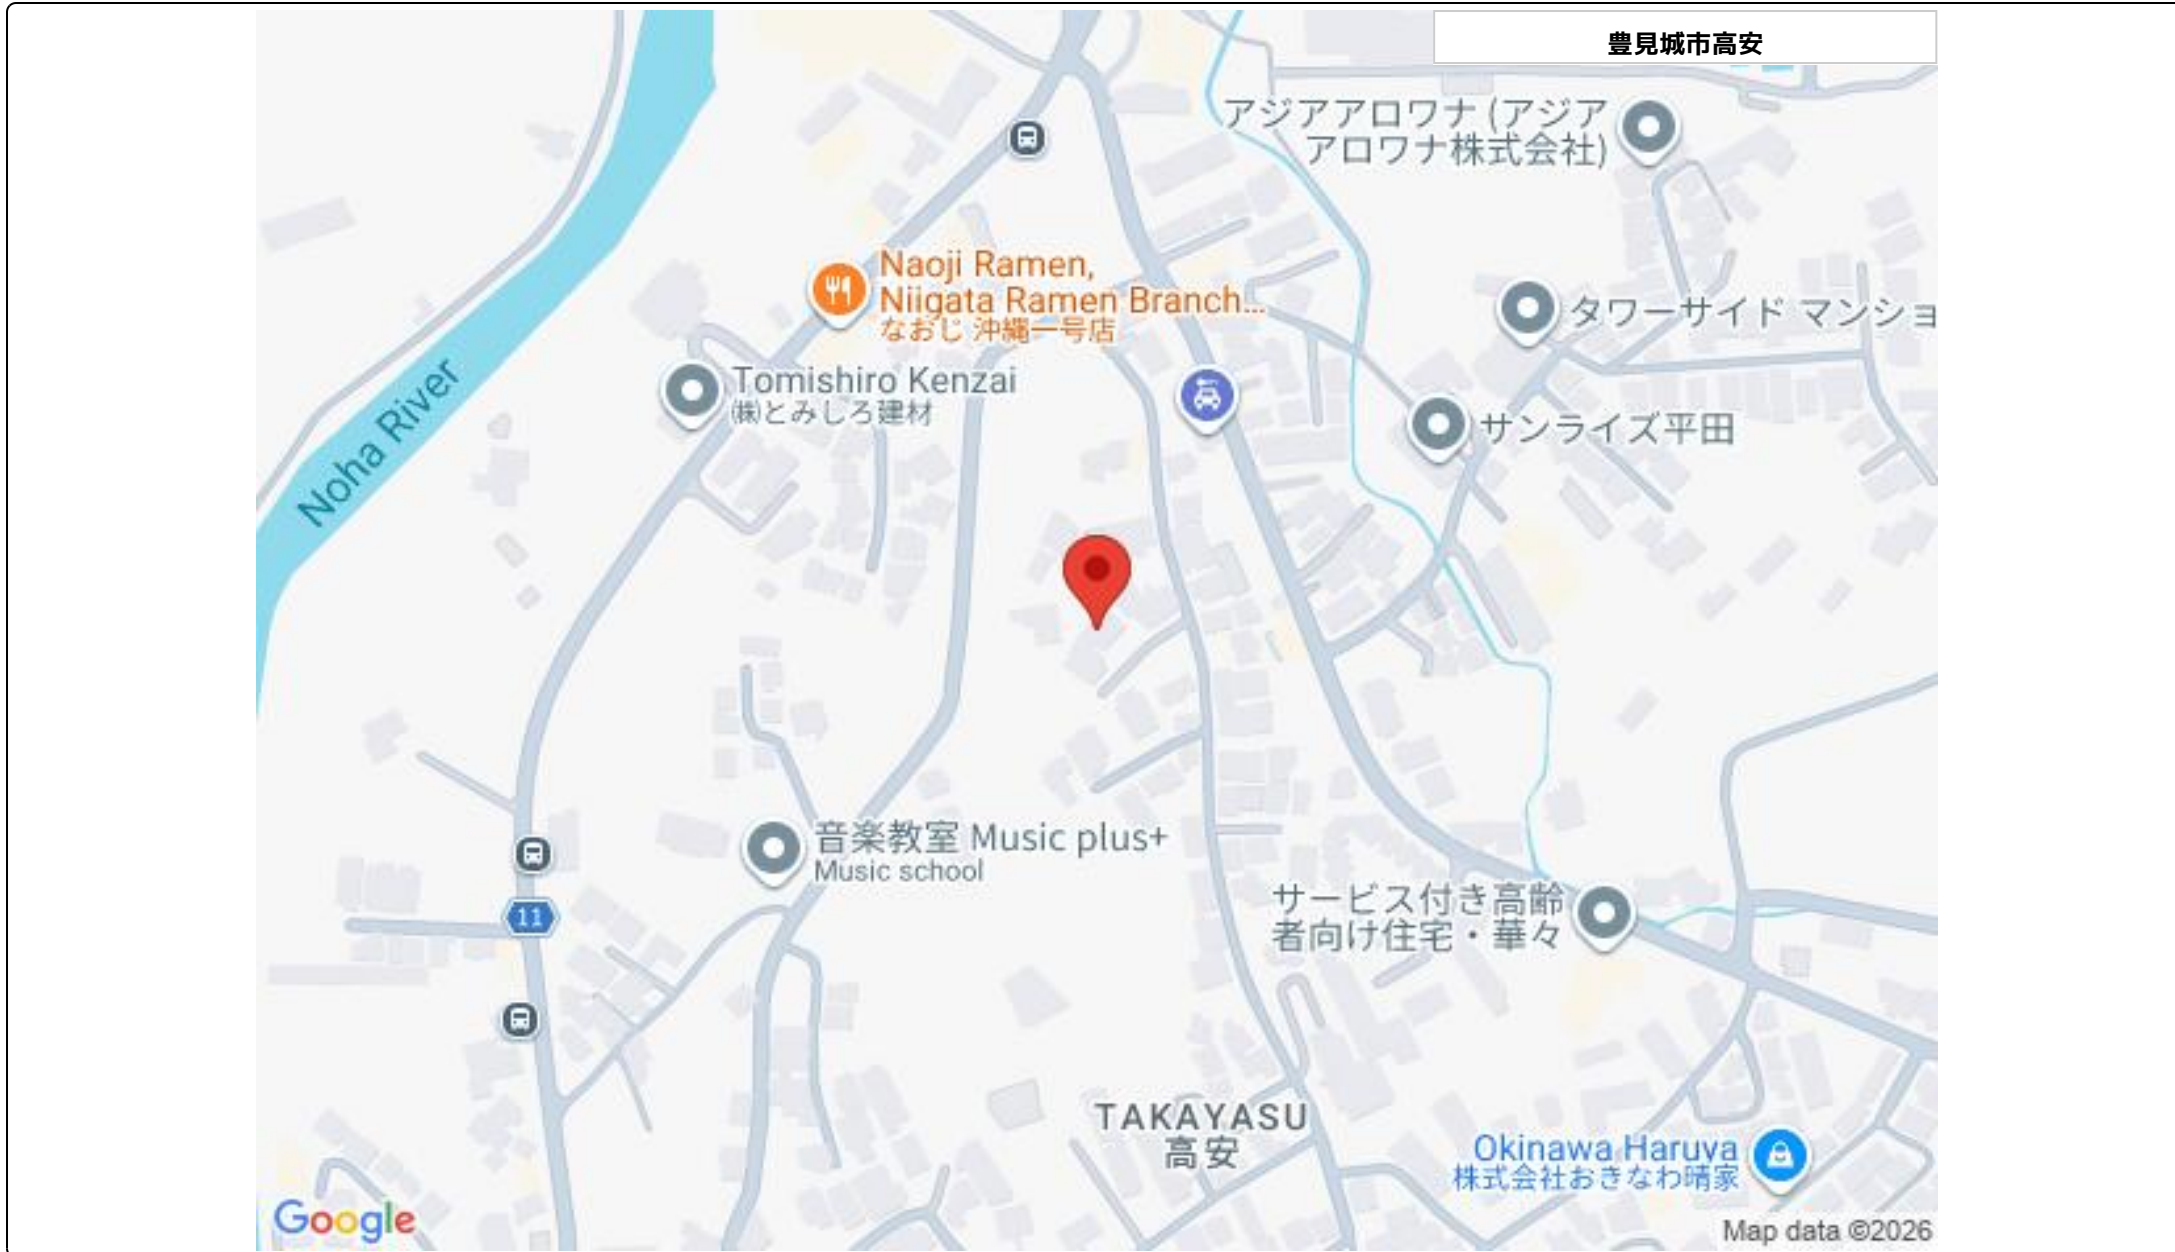 豊見城市高安
アジアアロワナ (アジア
アロワナ株式会社)
Naoji Ramen,
Niigata Ramen Branch...
なおじ 沖縄一号店
タワーサイド マンショ
Tomishiro Kenzai
㈱とみしろ建材
サンライズ平田
Noha River
音楽教室 Music plus+
Music school
サービス付き高齢
者向け住宅・華々
11
TAKAYASU
高安
Okinawa Haruya
株式会社おきなわ晴家
Google
Map data ©2026